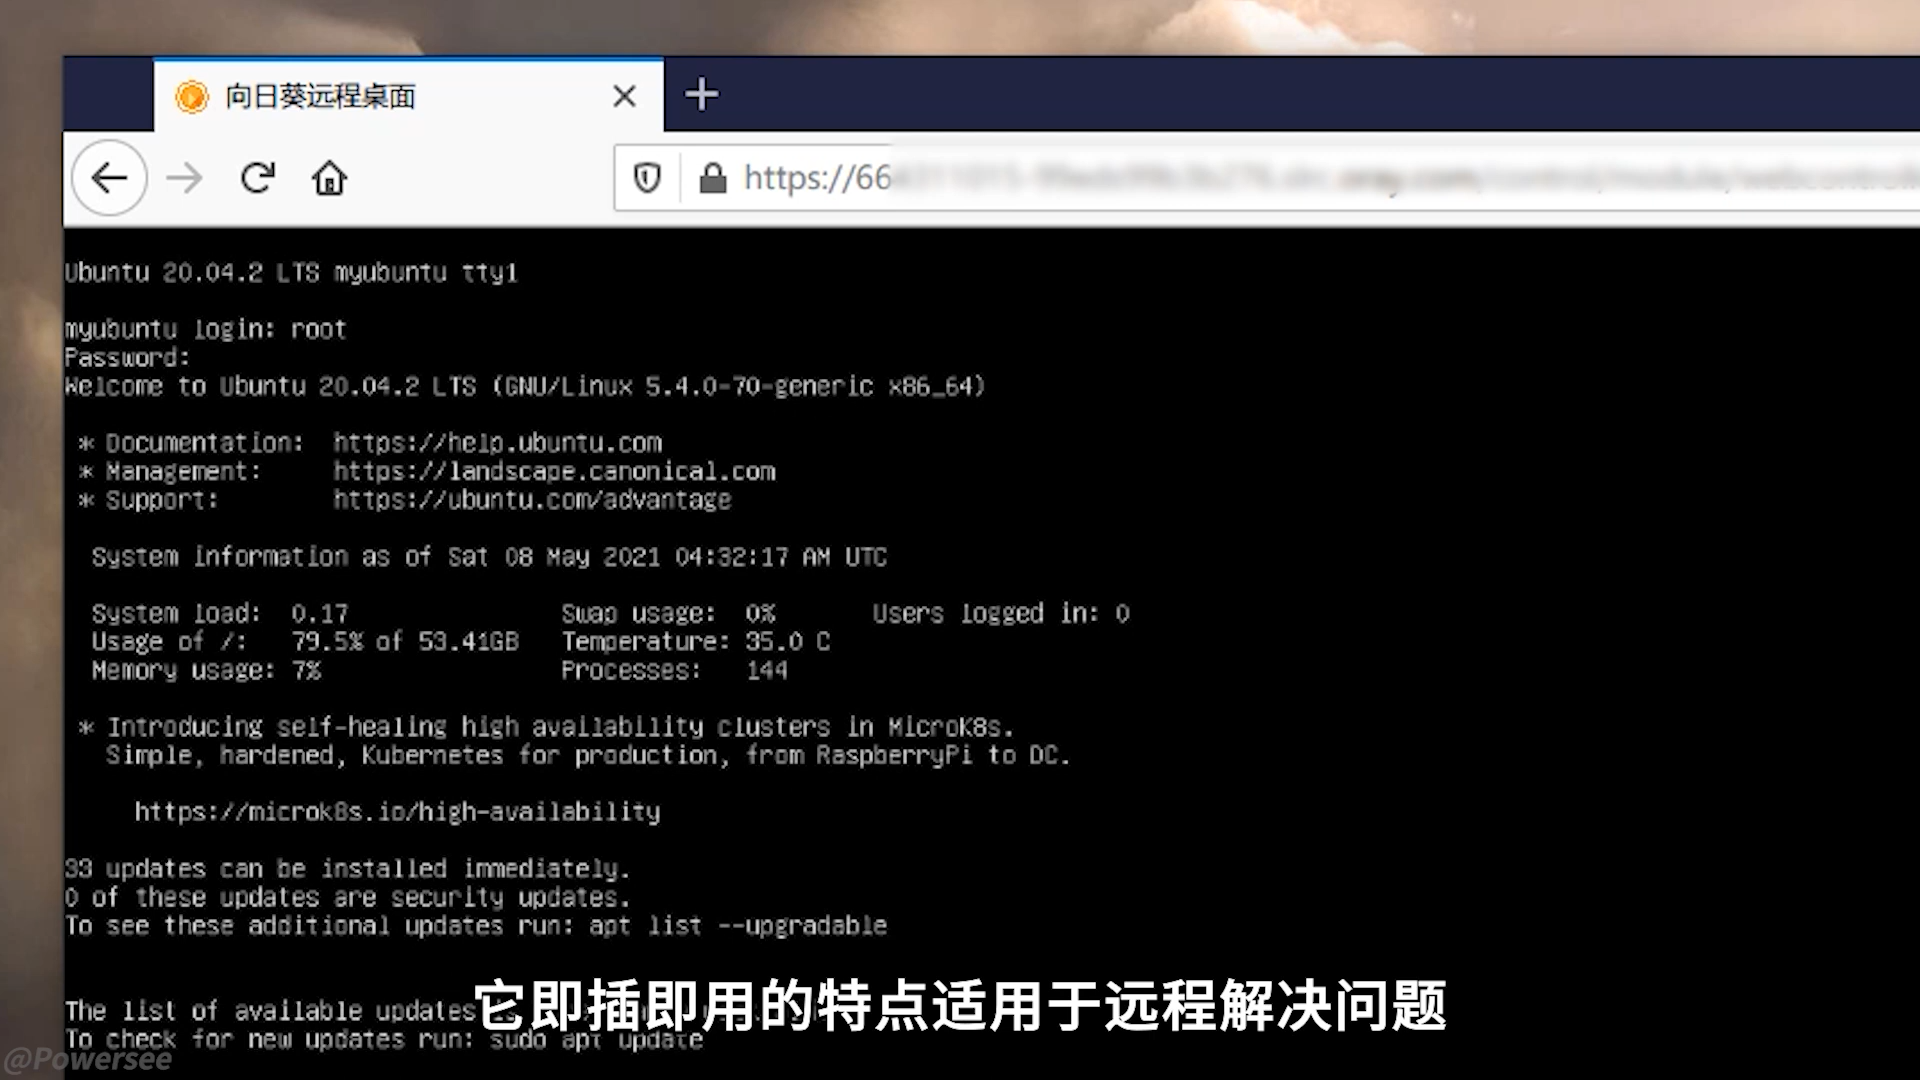 向日葵远程桌面
https://66
Ubuntu 20.04.2 LTS myubuntu tty1
myubuntu login: root
Password:
Welcome to Ubuntu 20.04.2 LTS (GNU/Linux 5.4.0-70-generic x86_64)
* Documentation: https://help.ubuntu.com
* Management: https://landscape.canonical.com
* Support: https://ubuntu.com/advantage
System information as of Sat 08 May 2021 04:32:17 AM UTC
System load: 0.17 Swap usage: 0% Users logged in: 0
Usage of /: 79.5% of 53.41GB Temperature: 35.0 C
Memory usage: 7% Processes: 144
* Introducing self-healing high availability clusters in MicroK8s.
Simple, hardened, Kubernetes for production, from RaspberryPi to DC.
https://microk8s.io/high-availability
33 updates can be installed immediately.
0 of these updates are security updates.
To see these additional updates run: apt list --upgradable
The list of available updates
To check for new updates run: sudo apt update
它即插即用的特点适用于远程解决问题
@Powersee